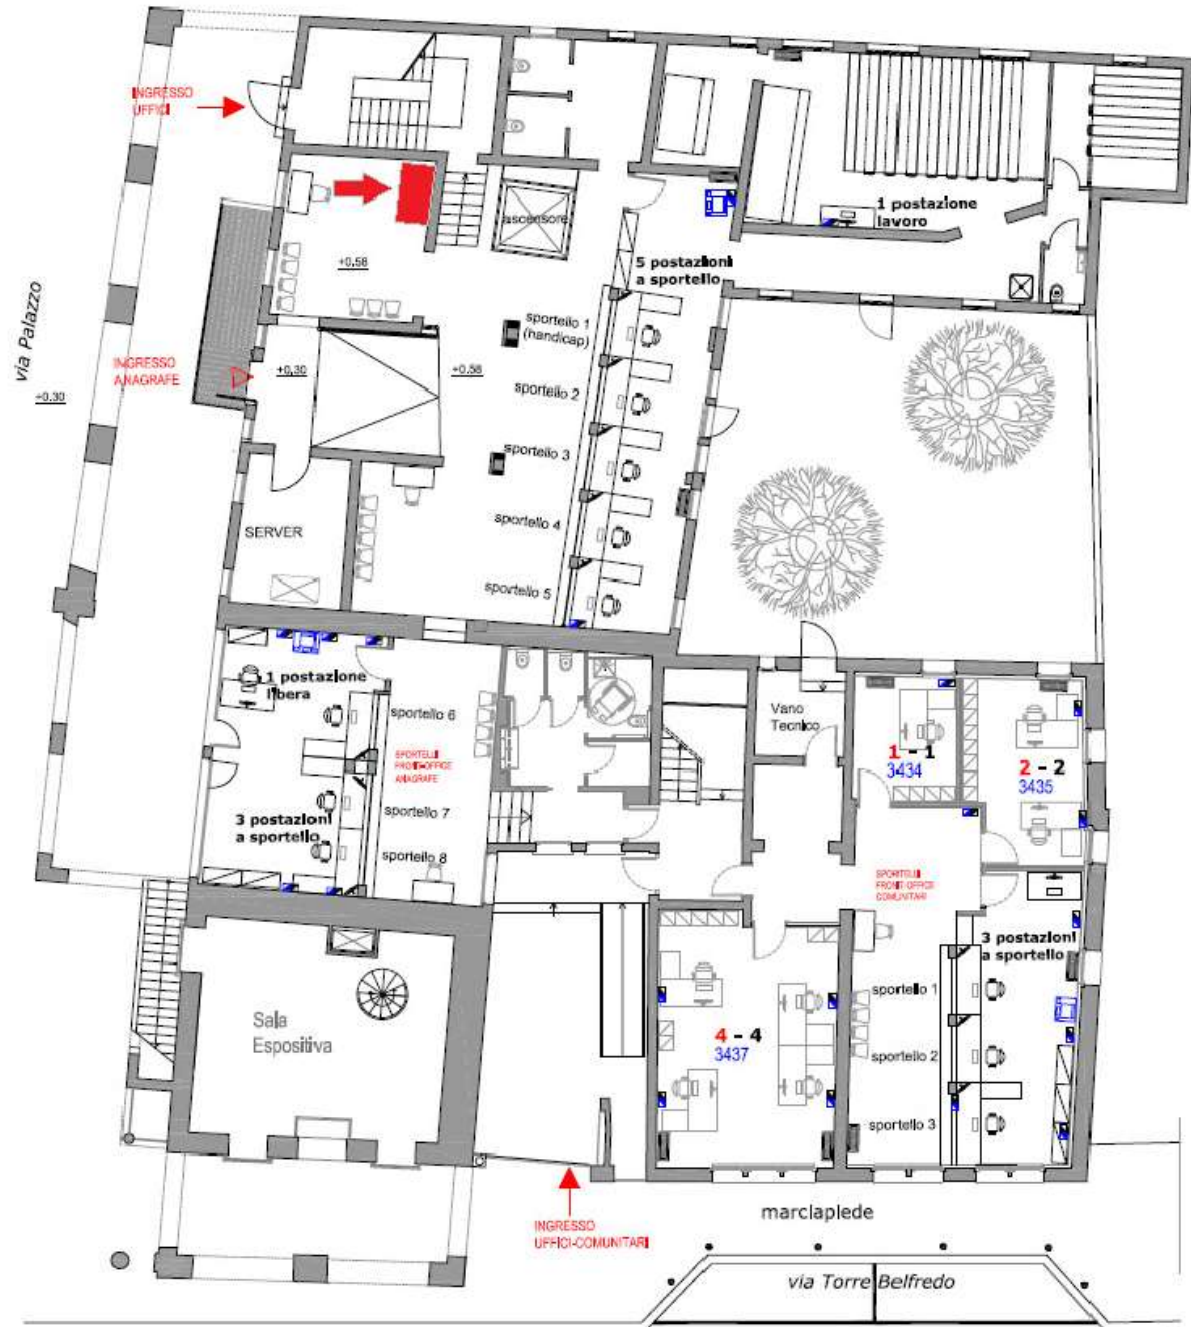 INGRESSO
UFFICI
1 postazione
lavoro
ascensore
5 postazioni
a sportello
+0.58
via Palazzo
sportello 1
(handicap)
INGRESSO
ANAGRAFE
+0.30
+0.58
+0.30
sportello 2
sportello 3
sportello 4
SERVER
sportello 5
1 postazione
libera
sportello 6
SPORTELLI
FRONT-OFFICE
ANAGRAFE
Vano
Tecnico
1 - 1
3434
2 - 2
3435
3 postazioni
a sportello
sportello 7
sportello 8
SPORTELLI
FRONT-OFFICE
COMUNITARI
3 postazioni
a sportello
sportello 1
Sala
Espositiva
4 - 4
3437
sportello 2
sportello 3
INGRESSO
UFFICI-COMUNITARI
marciapiede
via Torre Belfredo